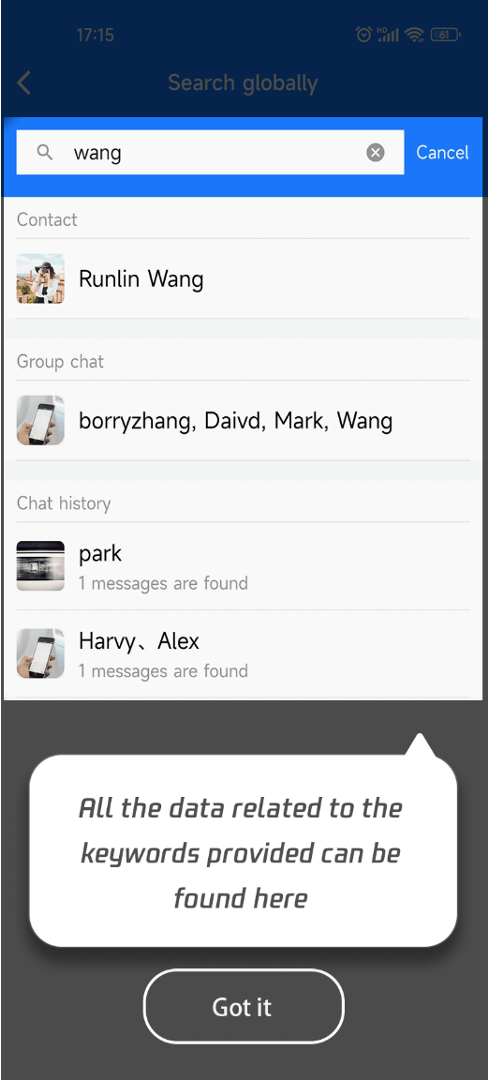 17:15
HD
61
Search globally
wang
Cancel
Contact
Runlin Wang
Group chat
borryzhang, Daivd, Mark, Wang
Chat history
park
1 messages are found
Harvy、Alex
1 messages are found
All the data related to the
keywords provided can be
found here
Got it